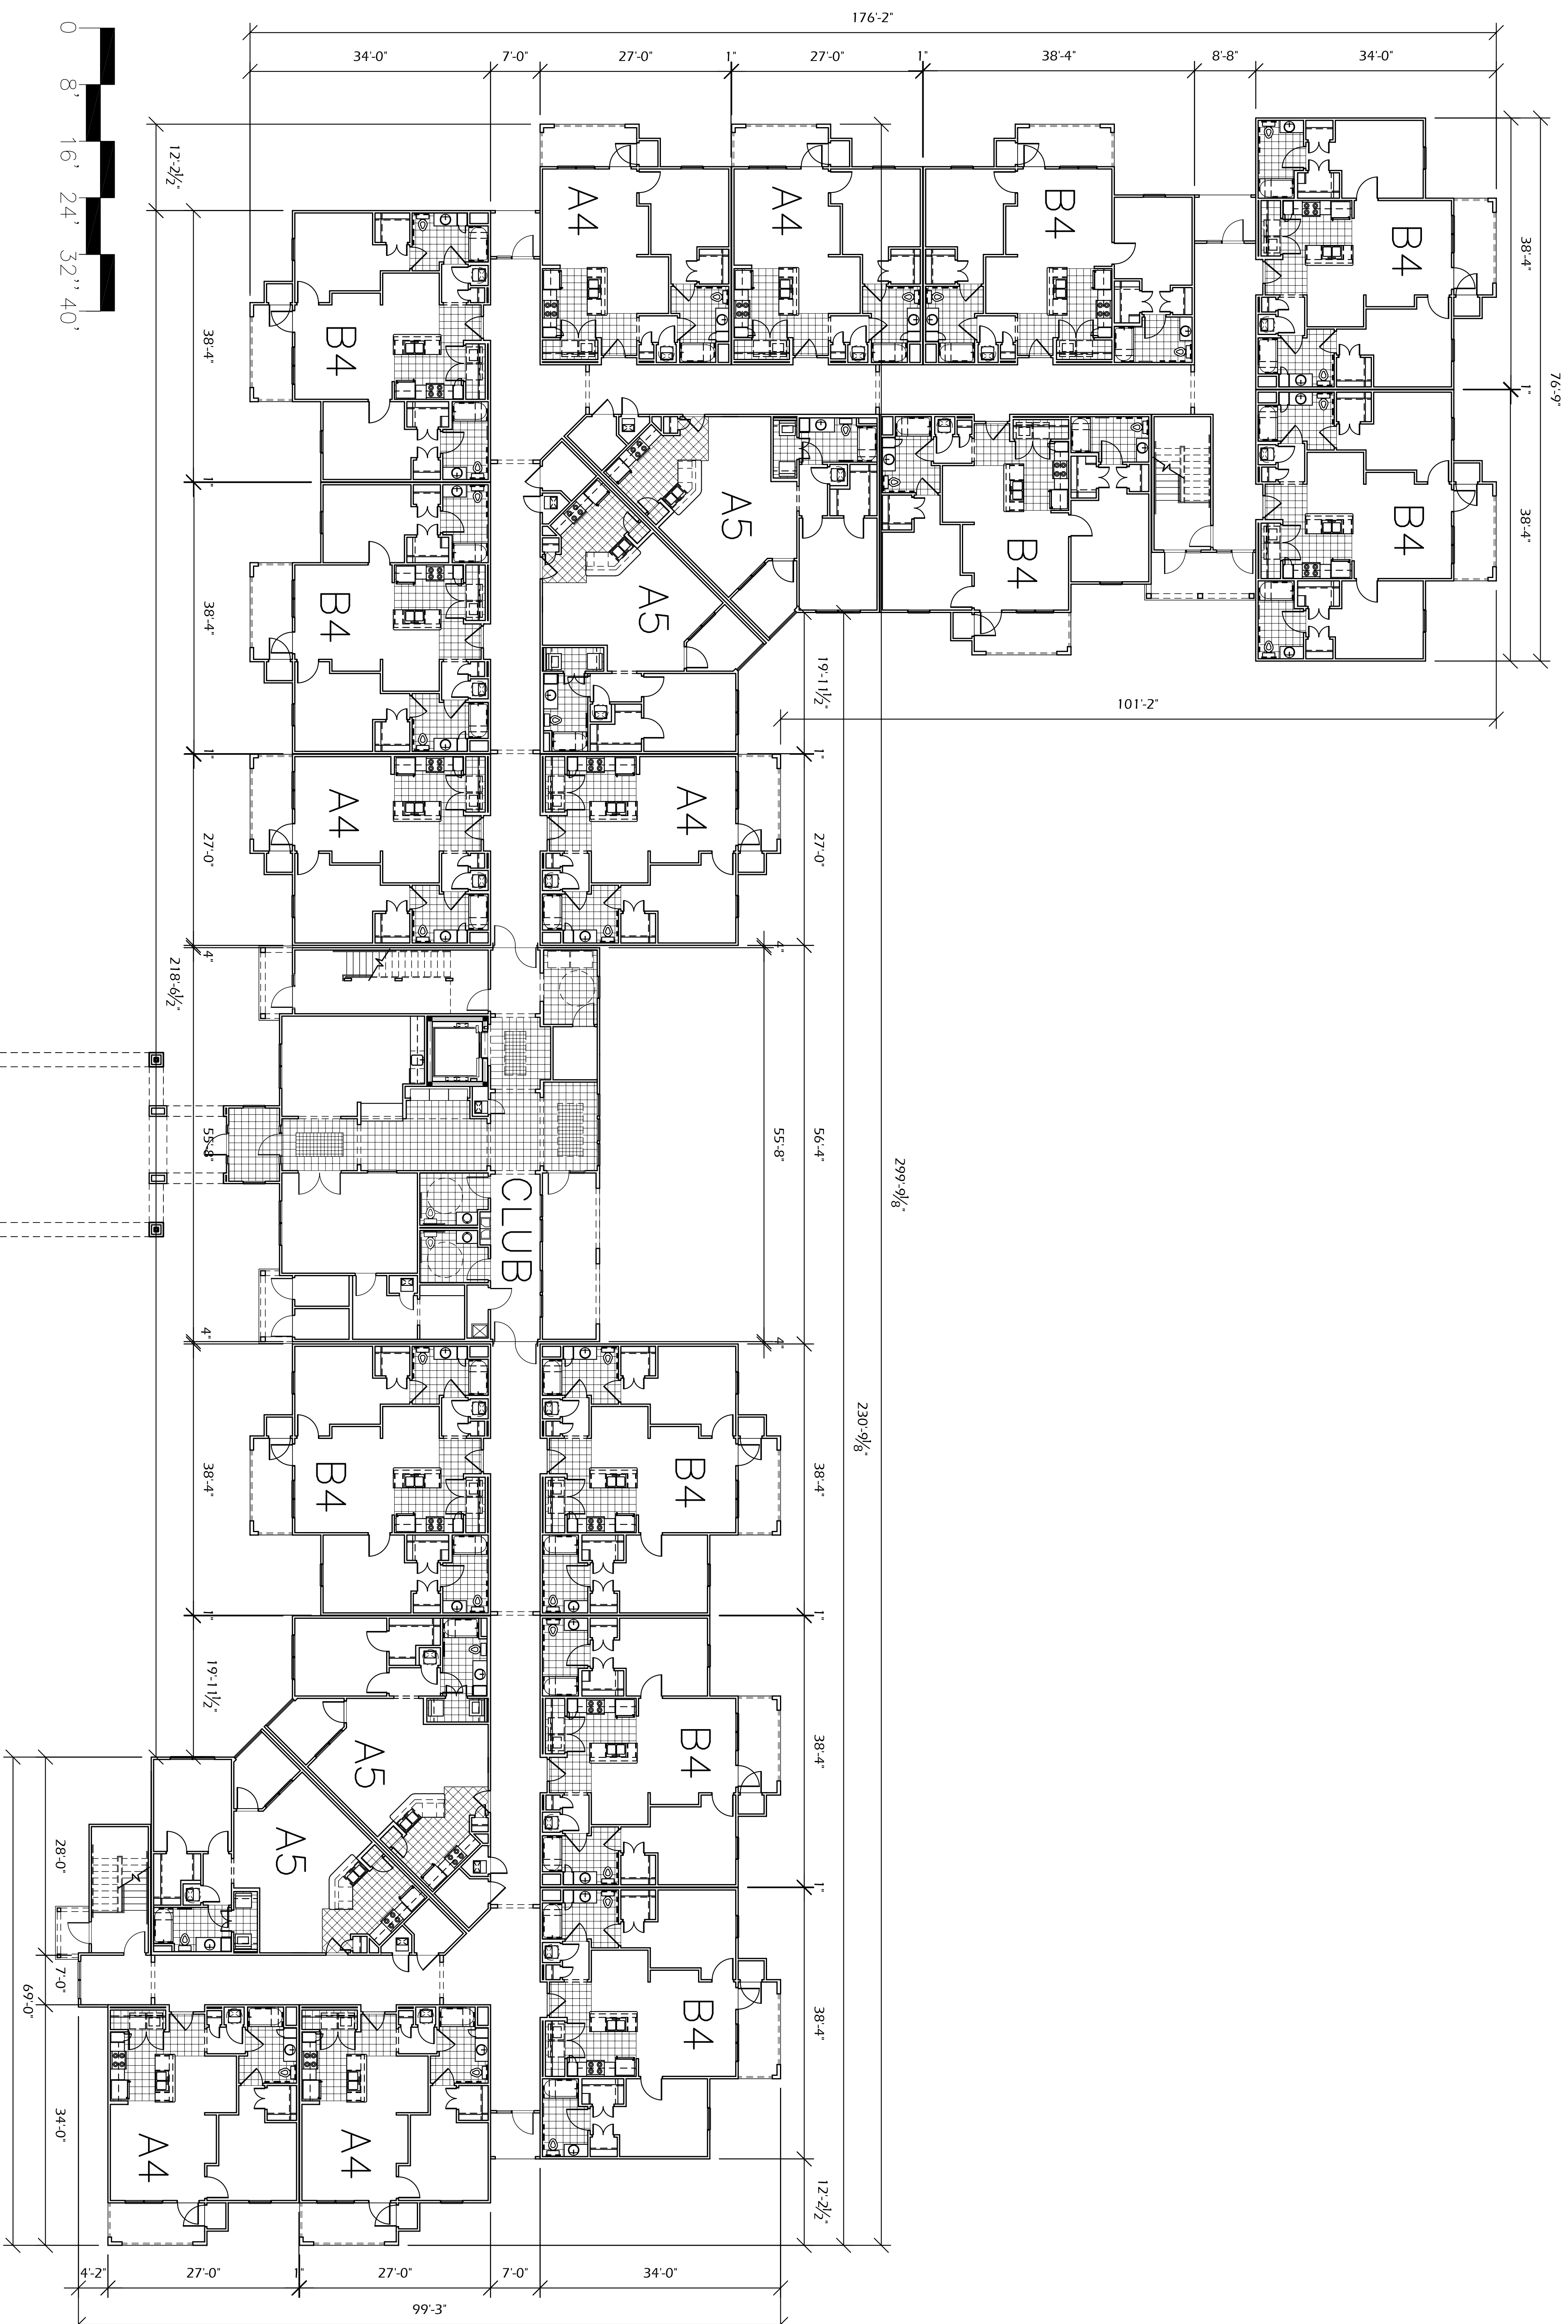 176'-2"
34'-0"
7'-0"
27'-0"
1"
27'-0"
1"
38'-4"
8'-8"
34'-0"
0
8'
16'
24'
32''
40'
12'-2½"
A4
A4
B4
B4
38'-4"
1"
76'-9"
38'-4"
B4
38'-4"
B4
1"
A5
A5
B4
B4
38'-4"
19'-11½"
101'-2"
1"
1"
A4
A4
27'-0"
27'-0"
4"
4"
218'-6½"
55'-8"
55'-8"
56'-4"
299'-9⅛"
CLUB
4"
4"
230'-9⅛"
B4
B4
38'-4"
38'-4"
1"
1"
19'-11½"
A5
B4
38'-4"
A5
28'-0"
1"
7'-0"
69'-0"
B4
38'-4"
34'-0"
A4
A4
12'-2½"
4'-2"
27'-0"
1"
27'-0"
7'-0"
34'-0"
99'-3"